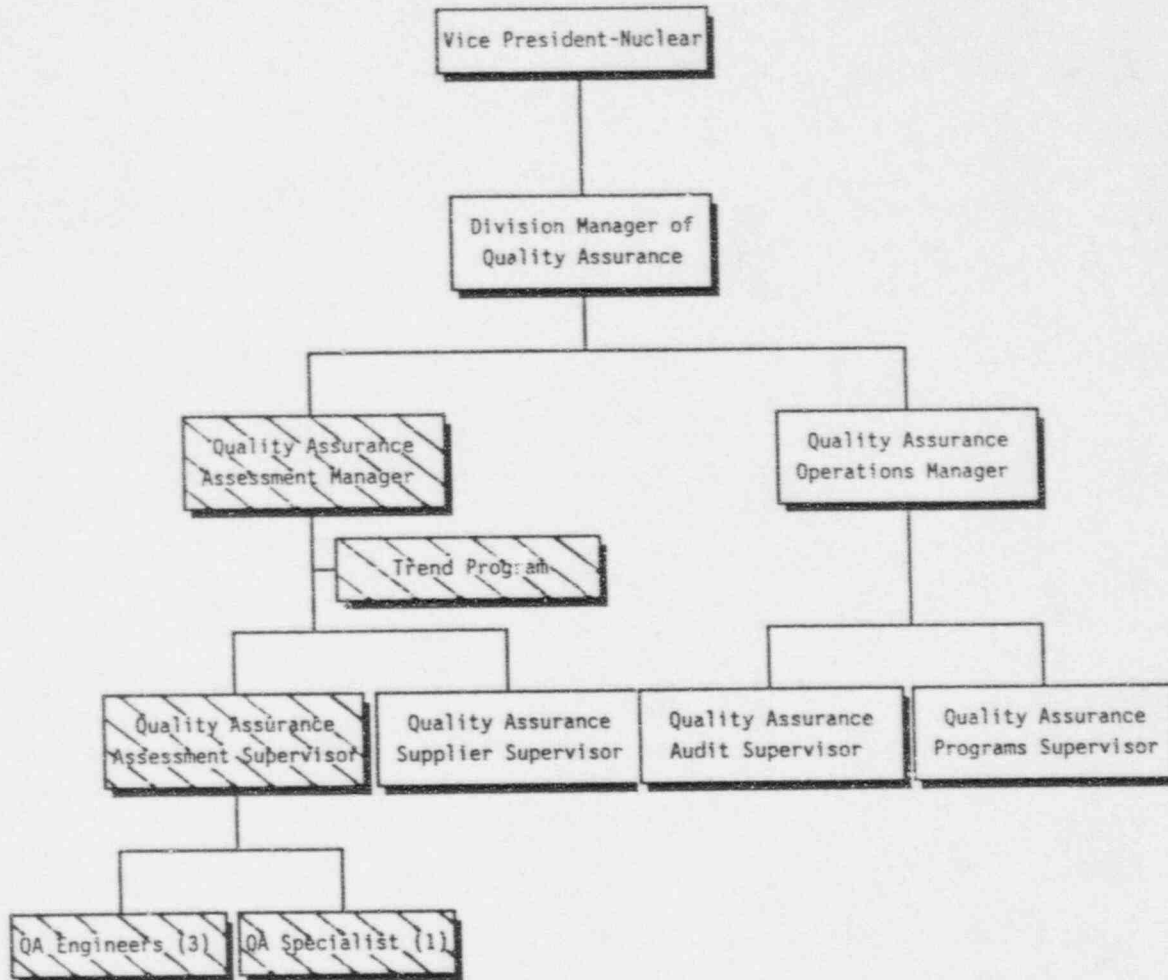 Vice President-Nuclear
Division Manager of
Quality Assurance
Quality Assurance
Assessment Manager
Quality Assurance
Operations Manager
Trend Program
Quality Assurance
Assessment Supervisor
Quality Assurance
Supplier Supervisor
Quality Assurance
Audit Supervisor
Quality Assurance
Programs Supervisor
QA Engineers (3)
QA Specialist (1)